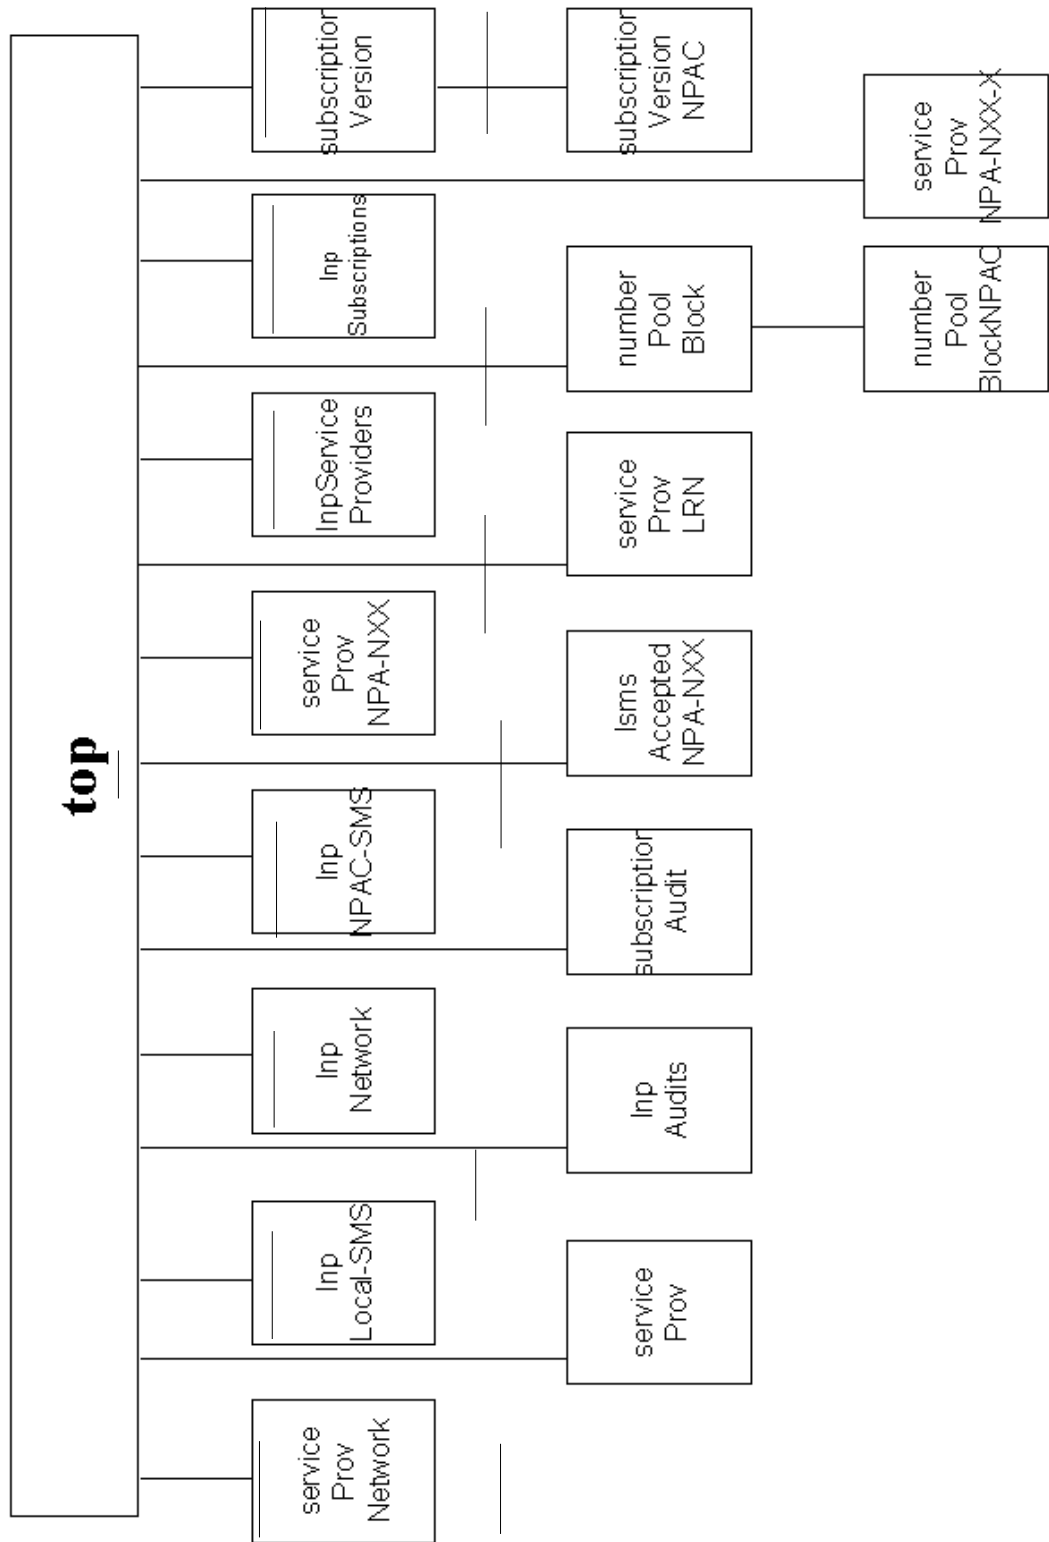 top
service
Prov
Network
lnp
Local-SMS
lnp
Network
lnp
NPAC-SMS
service
Prov
NPA-NXX
lnpService
Providers
lnp
Subscriptions
subscription
Version
service
Prov
lnp
Audits
subscription
Audit
lsms
Accepted
NPA-NXX
service
Prov
LRN
number
Pool
Block
subscription
Version
NPAC
number
Pool
BlockNPAC
service
Prov
NPA-NXX-X